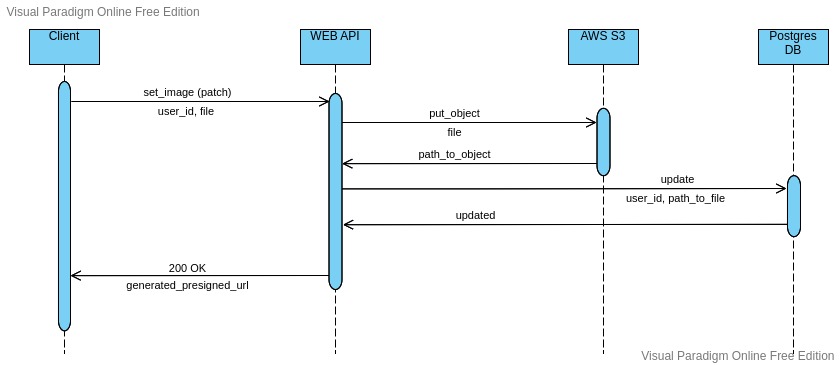 Visual Paradigm Online Free Edition
Client
WEB API
AWS S3
Postgres
DB
set_image (patch)
user_id, file
put_object
file
path_to_object
update
user_id, path_to_file
updated
200 OK
generated_presigned_url
Visual Paradigm Online Free Edition